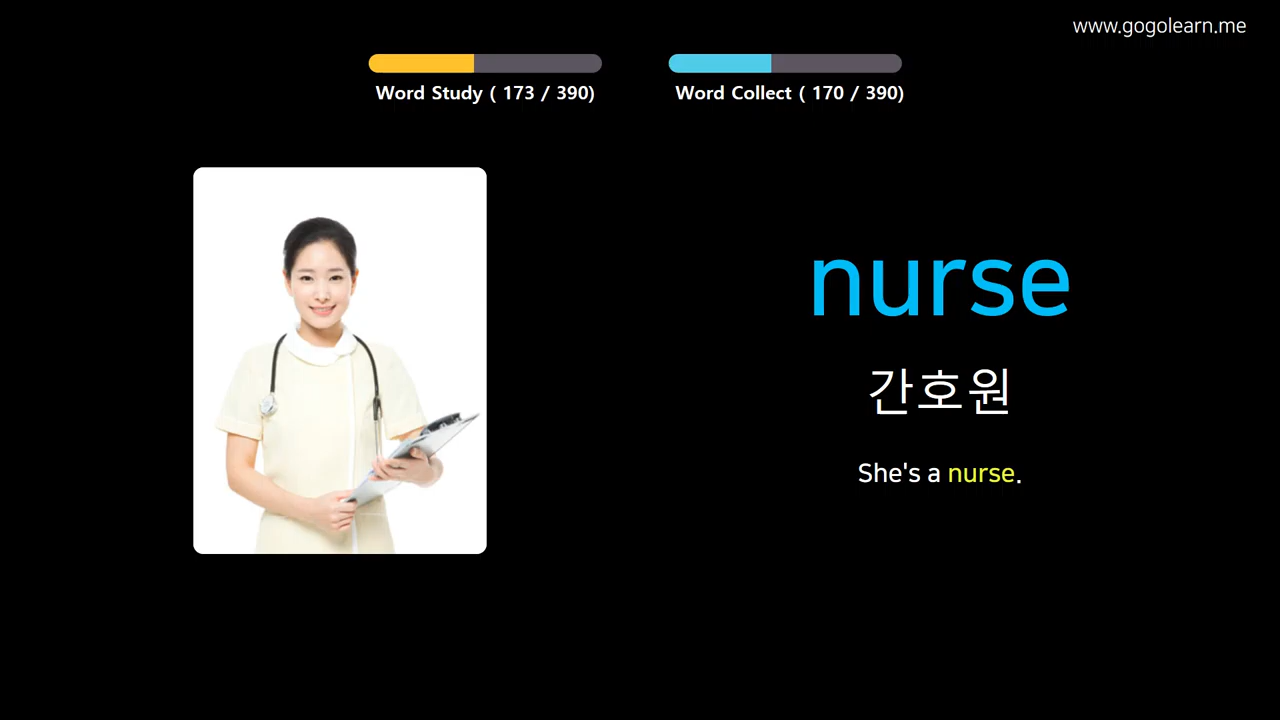 www.gogolearn.me
Word Study ( 173 / 390)
Word Collect ( 170 / 390)
nurse
간호원
She's a nurse.